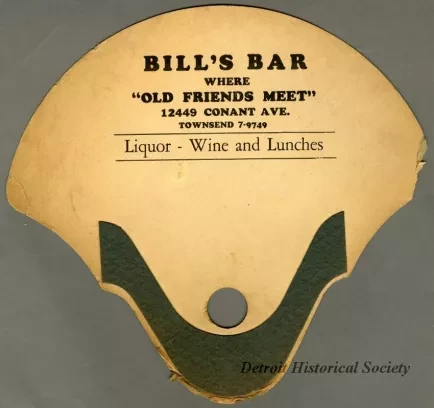 BILL'S BAR
WHERE
"OLD FRIENDS MEET"
12449 CONANT AVE.
TOWNSEND 7-9749
Liquor - Wine and Lunches
Detroit Historical Society